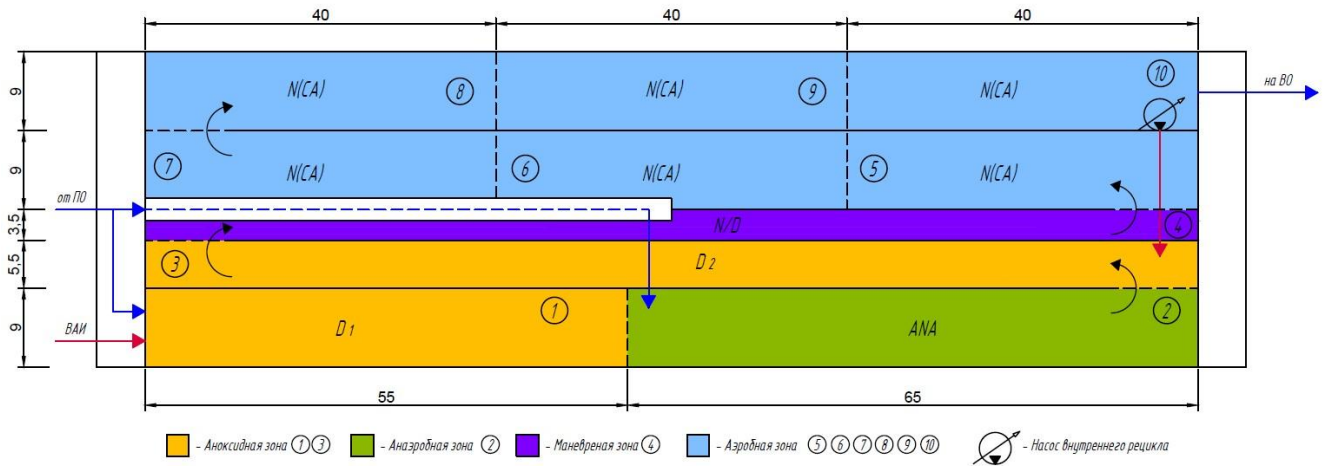 40 40 40
9 N(CA) 8 N(CA) 9 N(CA) 10 на ВО
9 7 N(CA) 6 N(CA) 5 N(CA)
от ПО
3,5 N/D 4
5,5 3 D 2
9 ВАИ D 1 1 ANA 2
55 65
- Аноксидная зона 1 3 - Анаэробная зона 2 - Маневреная зона 4 - Аэробная зона 5 6 7 8 9 10 - Насос внутреннего рецикла